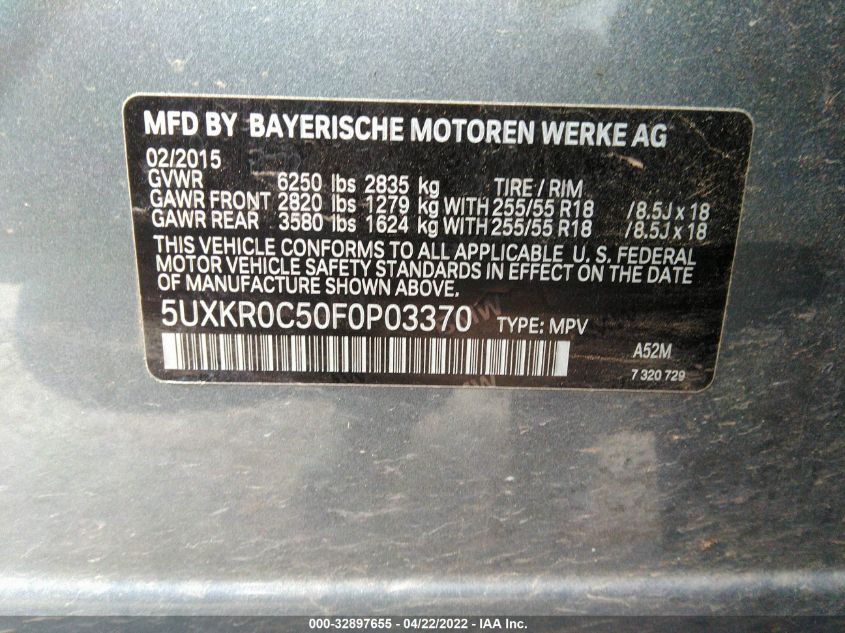 MFD BY BAYERISCHE MOTOREN WERKE AG
02/2015
GVWR 6250 lbs 2835 kg TIRE / RIM
GAWR FRONT 2820 lbs 1279 kg WITH 255/55 R18 /8.5J x 18
GAWR REAR 3580 lbs 1624 kg WITH 255/55 R18 /8.5J x 18
THIS VEHICLE CONFORMS TO ALL APPLICABLE U. S. FEDERAL
MOTOR VEHICLE SAFETY STANDARDS IN EFFECT ON THE DATE
OF MANUFACTURE SHOWN ABOVE.
5UXKR0C50F0P03370 TYPE: MPV
A52M
7 320 729
000-32897655 - 04/22/2022 - IAA Inc.